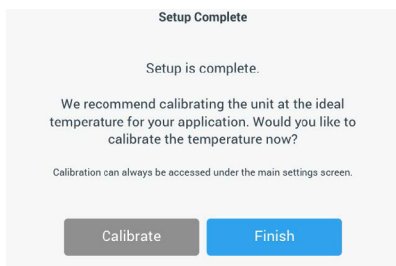 Setup Complete
Setup is complete.
We recommend calibrating the unit at the ideal
temperature for your application. Would you like to
calibrate the temperature now?
Calibration can always be accessed under the main settings screen.
Calibrate
Finish